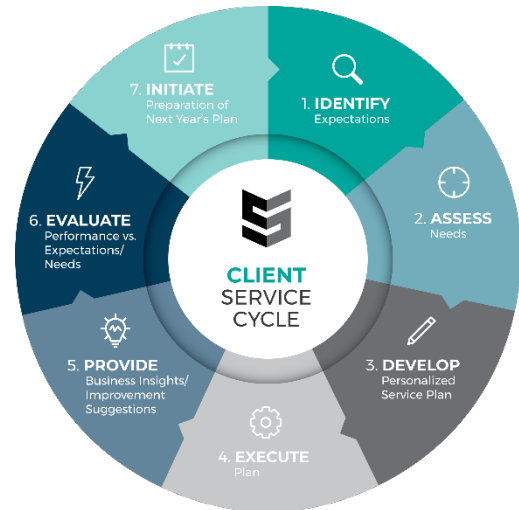 7. INITIATE
Preparation of
Next Year's Plan
1. IDENTIFY
Expectations
2. ASSESS
Needs
3. DEVELOP
Personalized
Service Plan
4. EXECUTE
Plan
5. PROVIDE
Business Insights/
Improvement
Suggestions
6. EVALUATE
Performance vs.
Expectations/
Needs
CLIENT
SERVICE
CYCLE